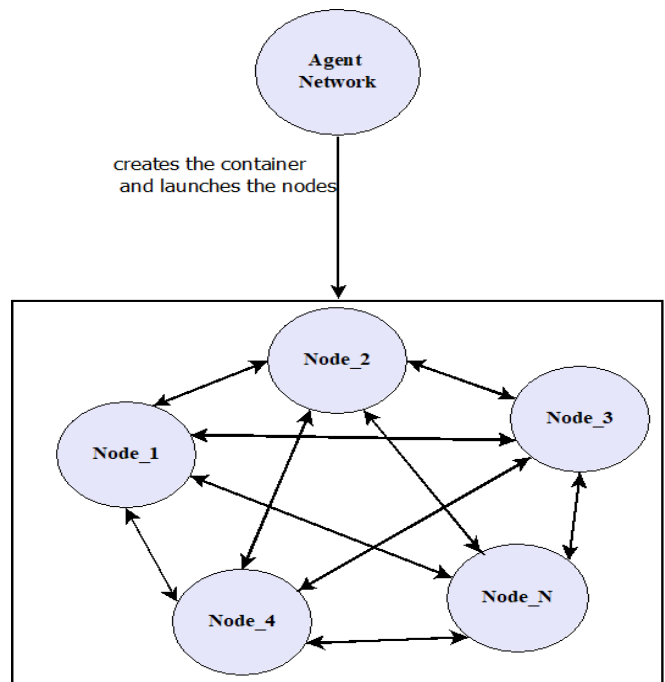 Agent
Network
creates the container
and launches the nodes
Node_2
Node_3
Node_1
Node_N
Node_4